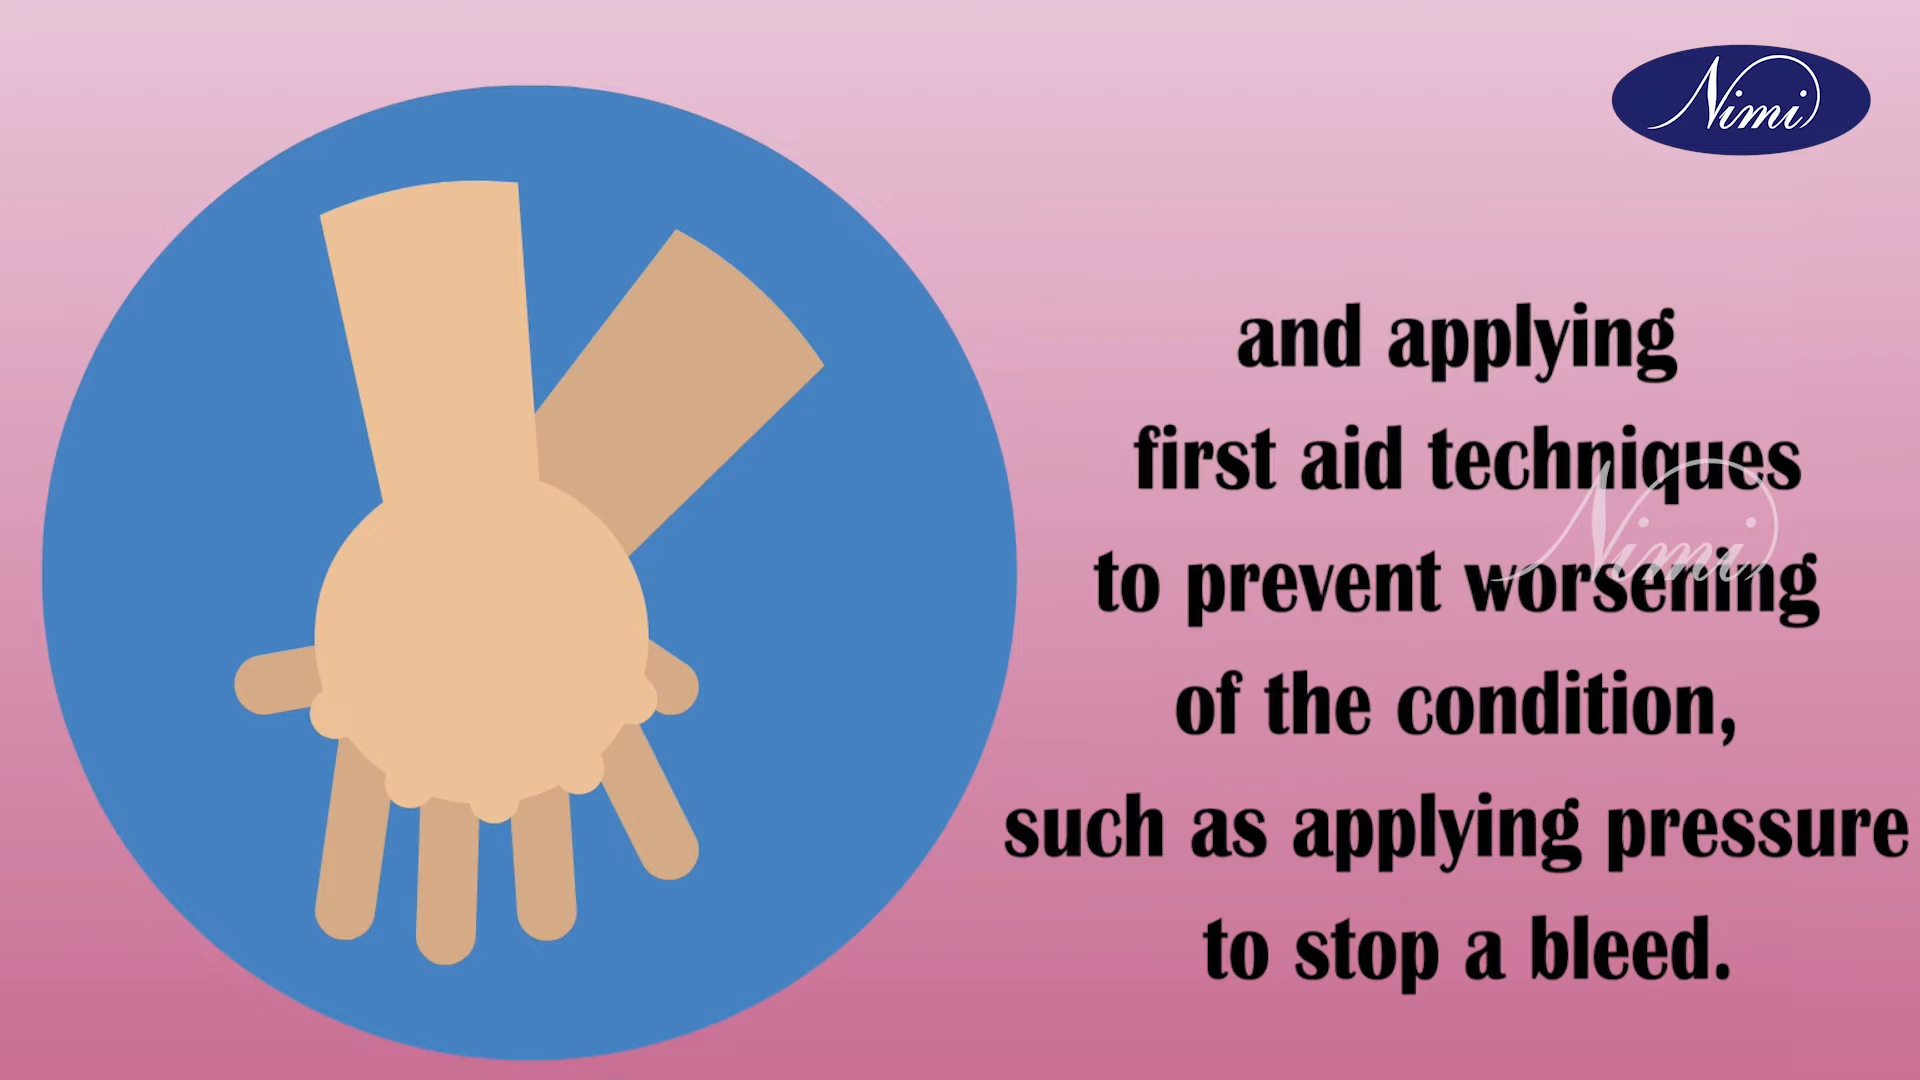 Nimi
and applying
first aid techniques
to prevent worsening
of the condition,
such as applying pressure
to stop a bleed.
Nimi